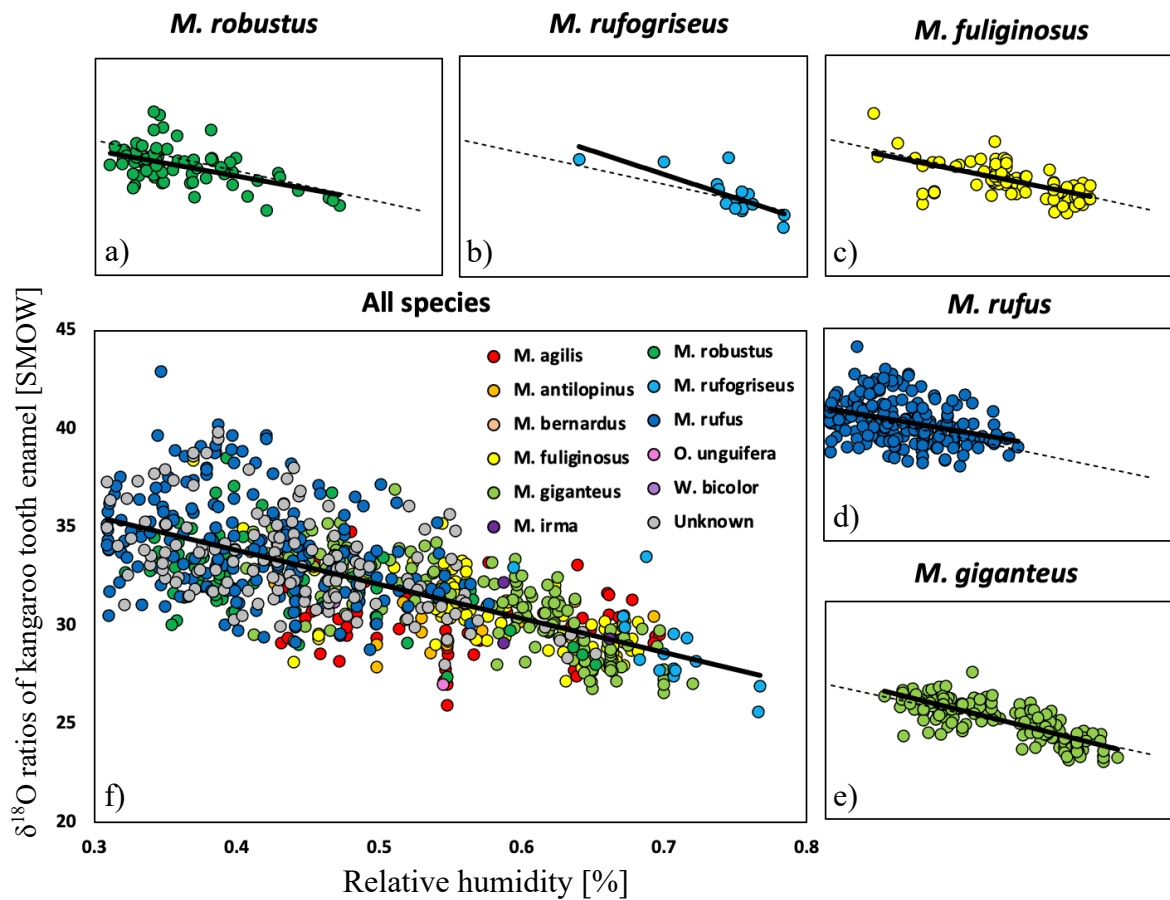 M. robustus
M. rufogriseus
M. fuliginosus
a)
b)
c)
All species
M. rufus
δ18O ratios of kangaroo tooth enamel [SMOW]
45
40
35
30
25
20
M. agilis
M. antilopinus
M. bernardus
M. fuliginosus
M. giganteus
M. irma
M. robustus
M. rufogriseus
M. rufus
O. unguifera
W. bicolor
Unknown
d)
M. giganteus
e)
f)
0.3 0.4 0.5 0.6 0.7 0.8
Relative humidity [%]